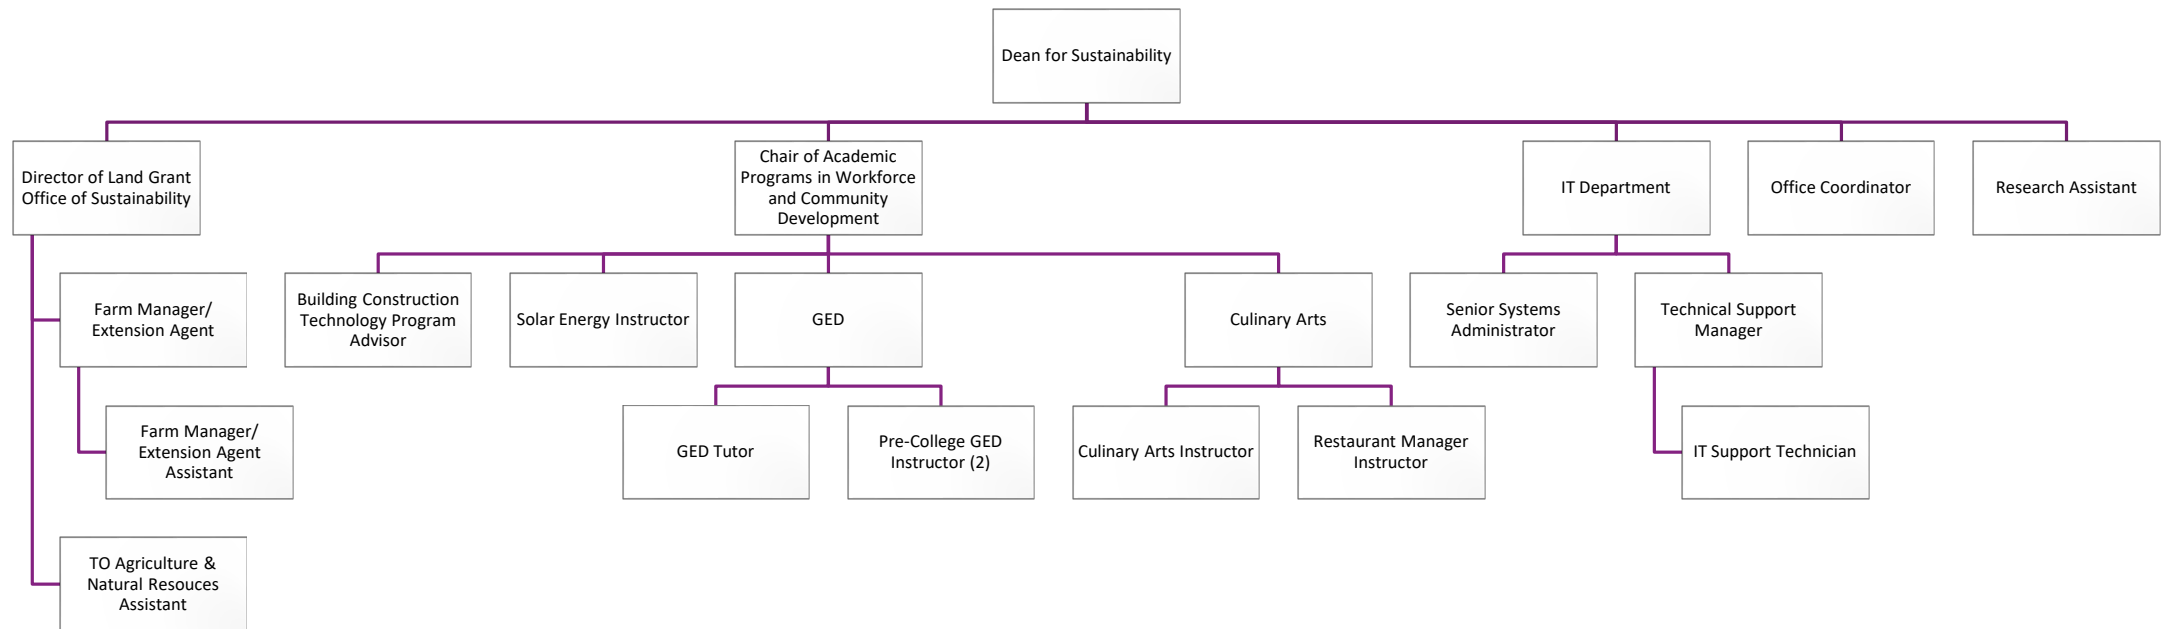 Dean for Sustainability
Director of Land Grant
Office of Sustainability
Chair of Academic
Programs in Workforce
and Community
Development
IT Department
Office Coordinator
Research Assistant
Farm Manager/
Extension Agent
Building Construction
Technology Program
Advisor
Solar Energy Instructor
GED
Culinary Arts
Senior Systems
Administrator
Technical Support
Manager
Farm Manager/
Extension Agent
Assistant
GED Tutor
Pre-College GED
Instructor (2)
Culinary Arts Instructor
Restaurant Manager
Instructor
IT Support Technician
TO Agriculture &
Natural Resouces
Assistant